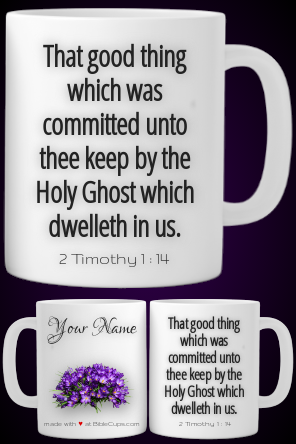 That good thing
which was
committed unto
thee keep by the
Holy Ghost which
dwelleth in us.
2 Timothy 1 : 14
Your Name
made with ♥ at BibleCups.com
That good thing
which was
committed unto
thee keep by the
Holy Ghost which
dwelleth in us.
2 Timothy 1 : 14